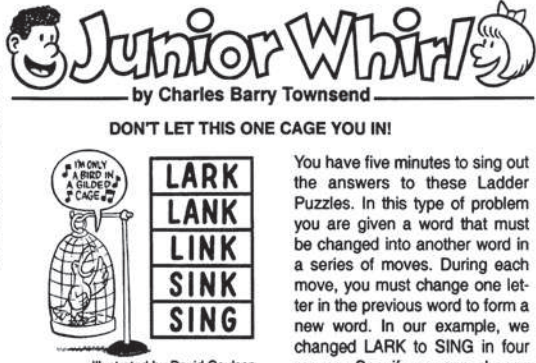 Junior Whirl
by Charles Barry Townsend
DON'T LET THIS ONE CAGE YOU IN!
I'M ONLY
A BIRD IN
A GILDED
CAGE
LARK
LANK
LINK
SINK
SING
You have five minutes to sing out
the answers to these Ladder
Puzzles. In this type of problem
you are given a word that must
be changed into another word in
a series of moves. During each
move, you must change one let-
ter in the previous word to form a
new word. In our example, we
changed LARK to SING in four